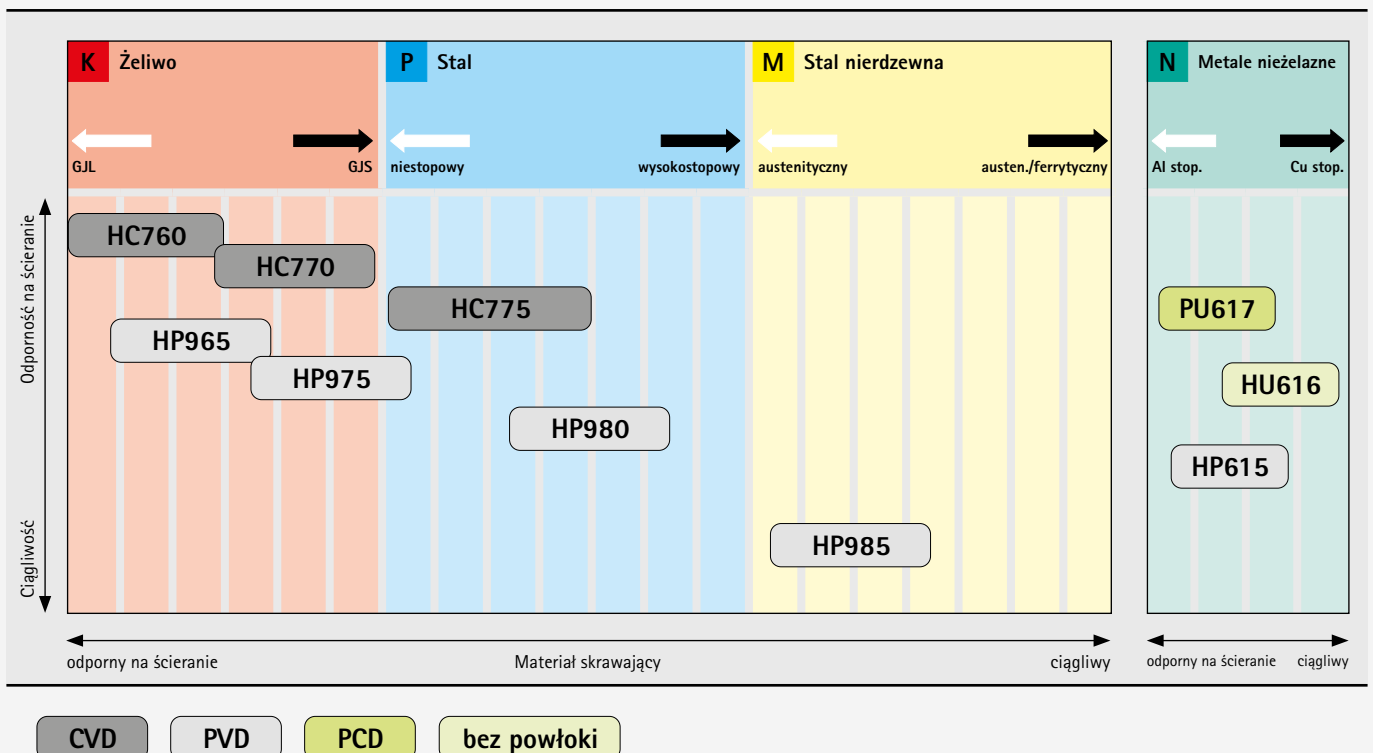 K Żeliwo
P Stal
M Stal nierdzewna
N Metale nieżelazne
GJL GJS
niestopowy wysokostopowy
austenityczny austen./ferrytyczny
Al stop. Cu stop.
Odporność na ścieranie
Ciągliwość
HC760
HC770
HC775
PU617
HP965
HP975
HU616
HP980
HP615
HP985
odporny na ścieranie Materiał skrawający ciągliwy
odporny na ścieranie ciągliwy
CVD PVD PCD bez powłoki